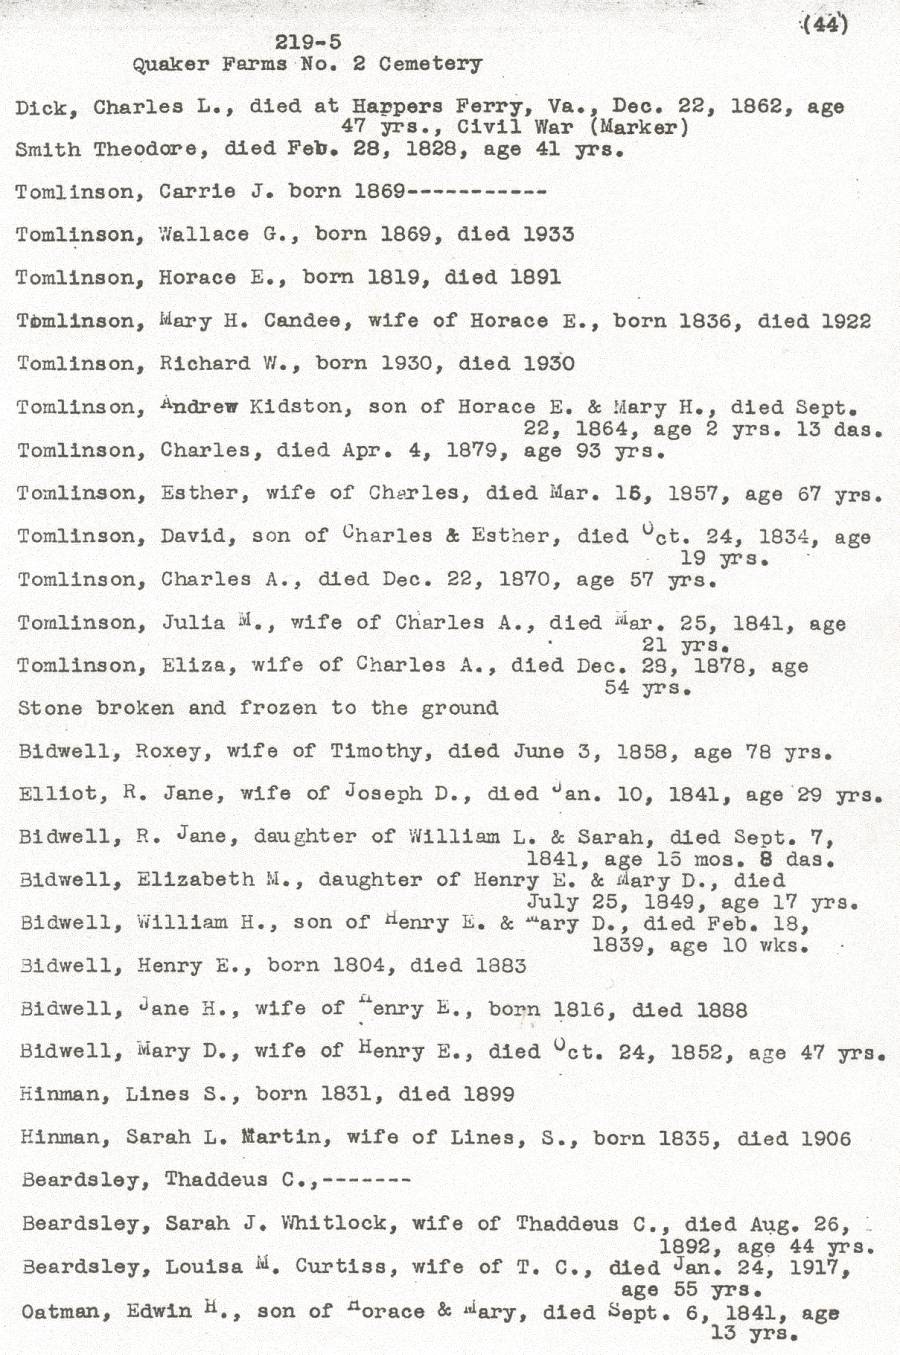 (44)
219-5
Quaker Farms No. 2 Cemetery
Dick, Charles L., died at Harpers Ferry, Va., Dec. 22, 1862, age
47 yrs., Civil War (Marker)
Smith Theodore, died Feb. 28, 1828, age 41 yrs.
Tomlinson, Carrie J. born 1869-----------
Tomlinson, Wallace G., born 1869, died 1933
Tomlinson, Horace E., born 1819, died 1891
Tomlinson, Mary H. Candee, wife of Horace E., born 1836, died 1922
Tomlinson, Richard W., born 1930, died 1930
Tomlinson, Andrew Kidston, son of Horace E. & Mary H., died Sept.
22, 1864, age 2 yrs. 13 das.
Tomlinson, Charles, died Apr. 4, 1879, age 93 yrs.
Tomlinson, Esther, wife of Charles, died Mar. 15, 1857, age 67 yrs.
Tomlinson, David, son of Charles & Esther, died Oct. 24, 1834, age
19 yrs.
Tomlinson, Charles A., died Dec. 22, 1870, age 57 yrs.
Tomlinson, Julia M., wife of Charles A., died Mar. 25, 1841, age
21 yrs.
Tomlinson, Eliza, wife of Charles A., died Dec. 28, 1878, age
54 yrs.
Stone broken and frozen to the ground
Bidwell, Roxey, wife of Timothy, died June 3, 1858, age 78 yrs.
Elliot, R. Jane, wife of Joseph D., died Jan. 10, 1841, age 29 yrs.
Bidwell, R. Jane, daughter of William L. & Sarah, died Sept. 7,
1841, age 15 mos. 8 das.
Bidwell, Elizabeth M., daughter of Henry E. & Mary D., died
July 25, 1849, age 17 yrs.
Bidwell, William H., son of Henry E. & Mary D., died Feb. 18,
1839, age 10 wks.
Bidwell, Henry E., born 1804, died 1883
Bidwell, Jane H., wife of Henry E., born 1816, died 1888
Bidwell, Mary D., wife of Henry E., died Oct. 24, 1852, age 47 yrs.
Hinman, Lines S., born 1831, died 1899
Hinman, Sarah L. Martin, wife of Lines, S., born 1835, died 1906
Beardsley, Thaddeus C.,-------
Beardsley, Sarah J. Whitlock, wife of Thaddeus C., died Aug. 26,
1892, age 44 yrs.
Beardsley, Louisa M. Curtiss, wife of T. C., died Jan. 24, 1917,
age 55 yrs.
Oatman, Edwin H., son of Horace & Mary, died Sept. 6, 1841, age
13 yrs.